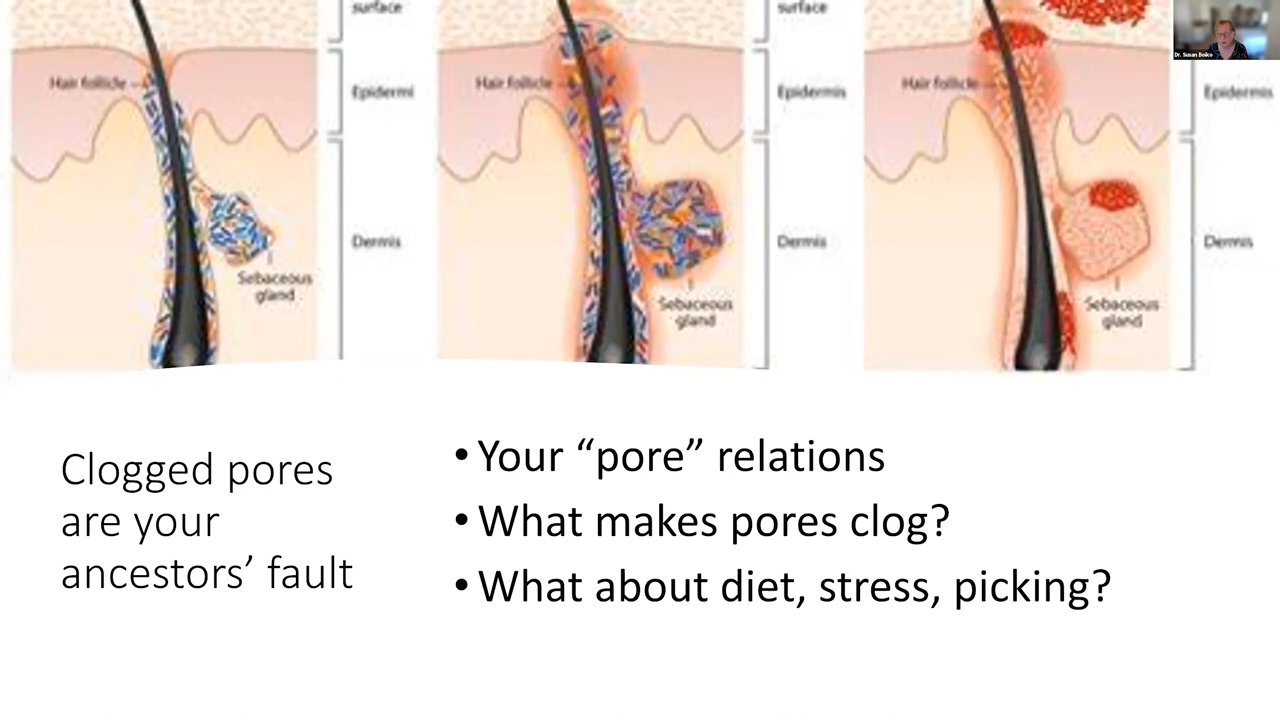 surface
surface
Hair follicle
Epidermi
Hair follicle
Epidermis
Hair follicle
Epidermis
Dermis
Dermis
Dermis
Sebaceous
gland
Sebaceous
gland
Sebaceous
gland
Dr. Susan Boiko
Clogged pores
are your
ancestors’ fault
• Your “pore” relations
• What makes pores clog?
• What about diet, stress, picking?